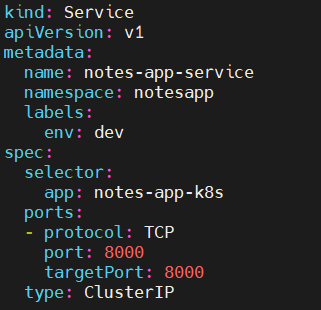 kind: Service
apiVersion: v1
metadata:
  name: notes-app-service
  namespace: notesapp
  labels:
    env: dev
spec:
  selector:
    app: notes-app-k8s
  ports:
  - protocol: TCP
    port: 8000
    targetPort: 8000
  type: ClusterIP